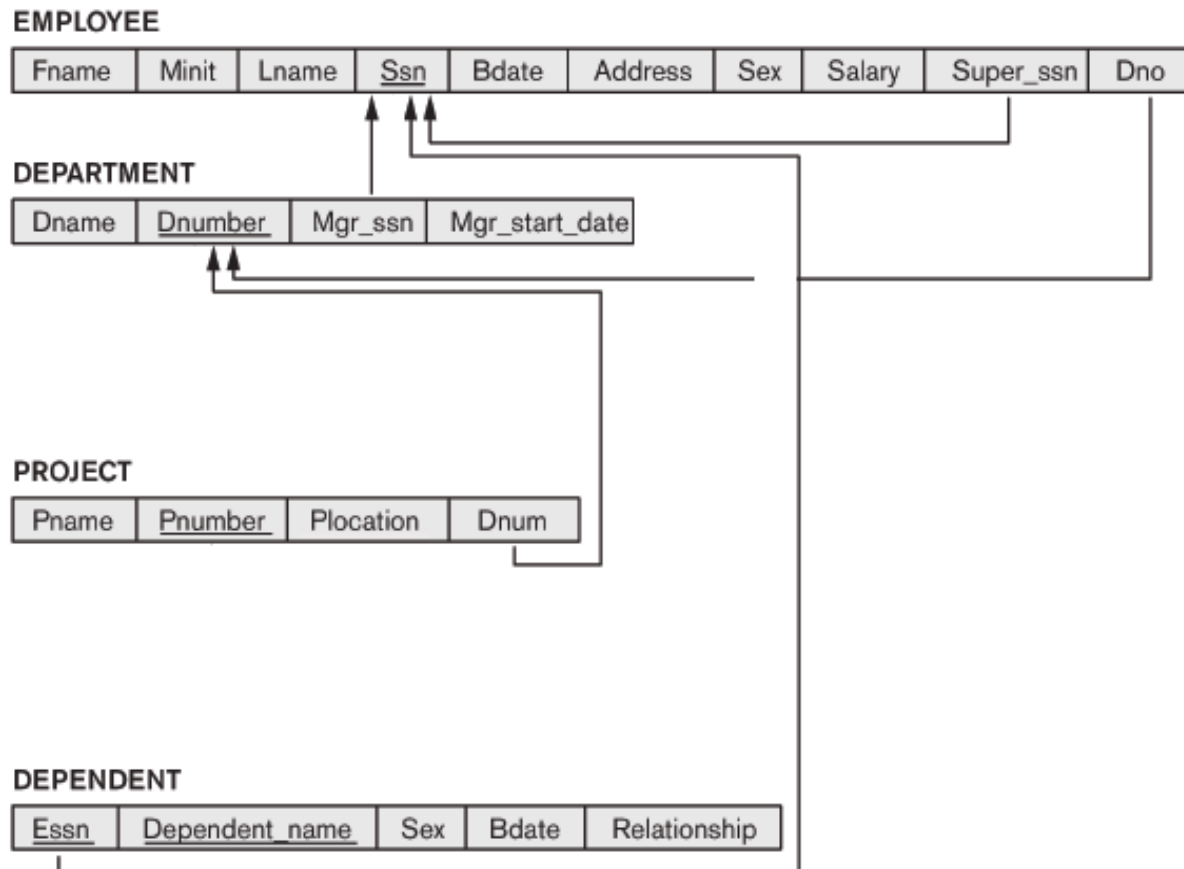 EMPLOYEE
Fname Minit Lname Ssn Bdate Address Sex Salary Super_ssn Dno
DEPARTMENT
Dname Dnumber Mgr_ssn Mgr_start_date
PROJECT
Pname Pnumber Plocation Dnum
DEPENDENT
Essn Dependent_name Sex Bdate Relationship